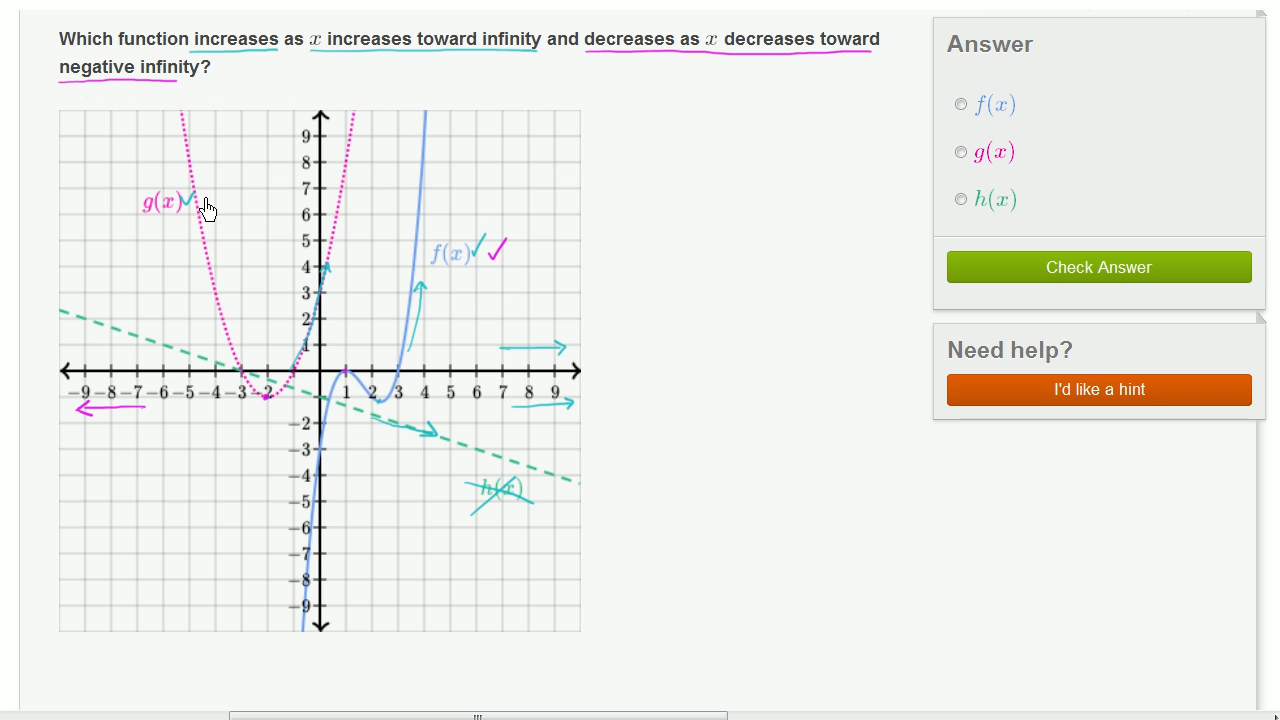 Which function increases as x increases toward infinity and decreases as x decreases toward
negative infinity?
Answer
f(x)
g(x)
h(x)
Check Answer
Need help?
I'd like a hint
g(x)
f(x)
h(x)
9
8
7
6
5
4
3
2
1
−9 −8 −7 −6 −5 −4 −3 −2 1 2 3 4 5 6 7 8 9
−2
−3
−4
−5
−6
−7
−8
−9